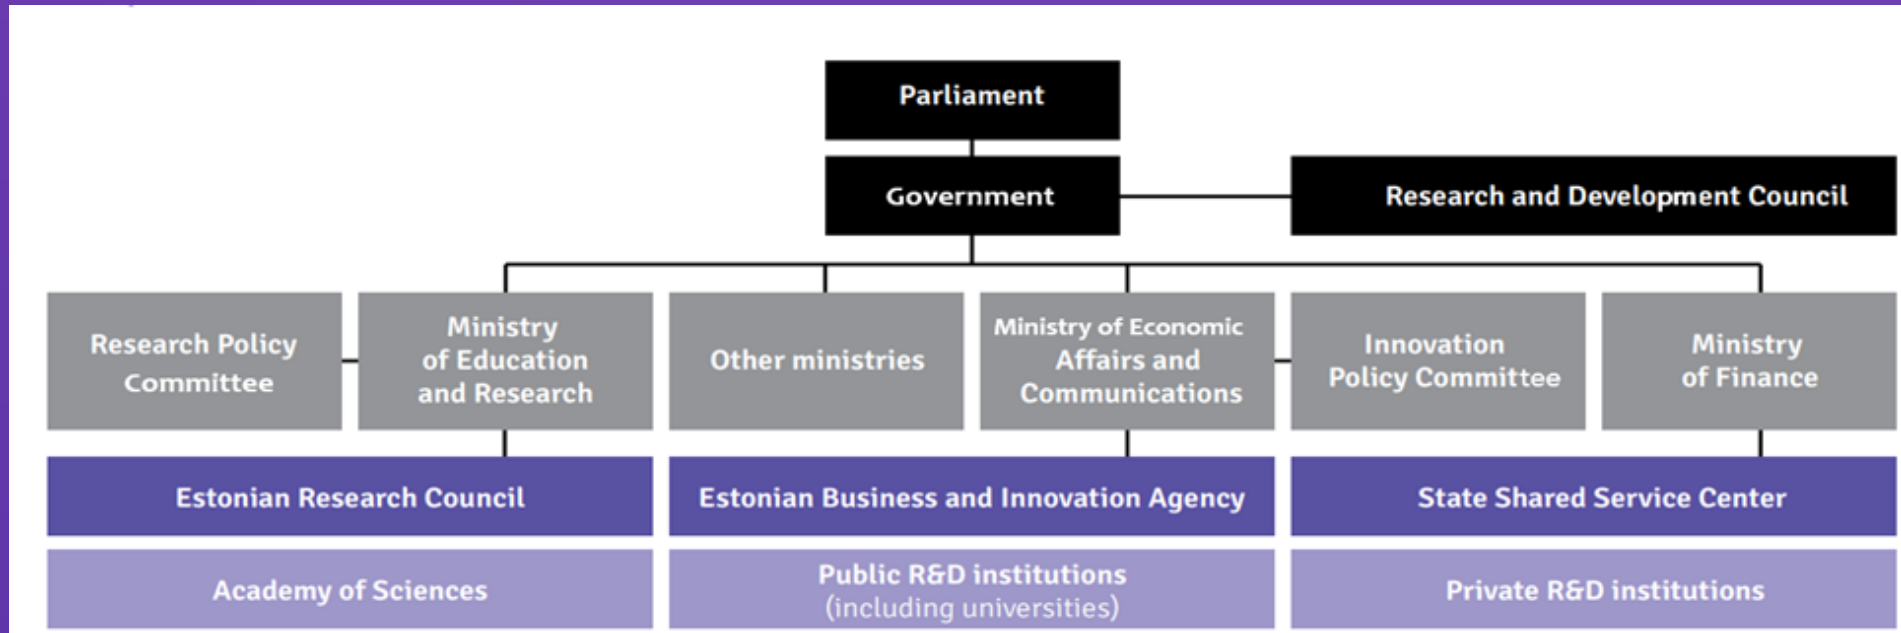 Parliament
Government
Research and Development Council
Research Policy
Committee
Ministry
of Education
and Research
Other ministries
Ministry of Economic
Affairs and
Communications
Innovation
Policy Committee
Ministry
of Finance
Estonian Research Council
Estonian Business and Innovation Agency
State Shared Service Center
Academy of Sciences
Public R&D institutions
(including universities)
Private R&D institutions